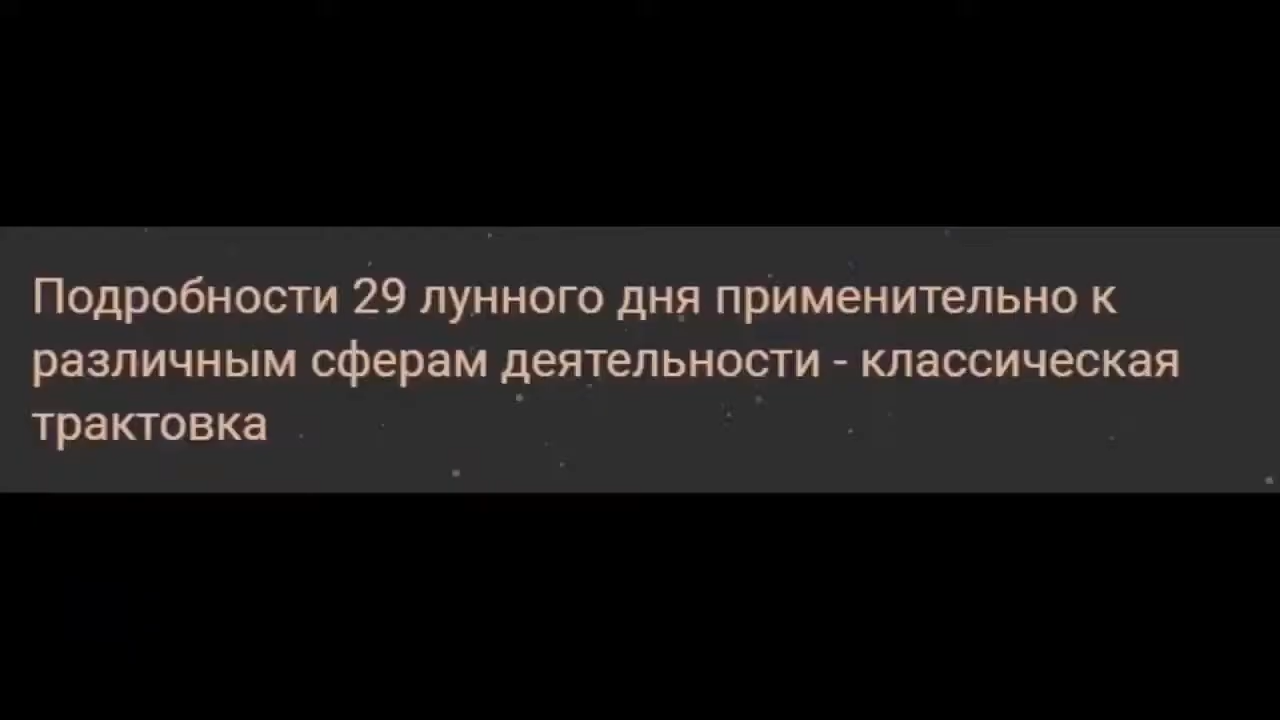 Подробности 29 лунного дня применительно к
различным сферам деятельности - классическая
трактовка